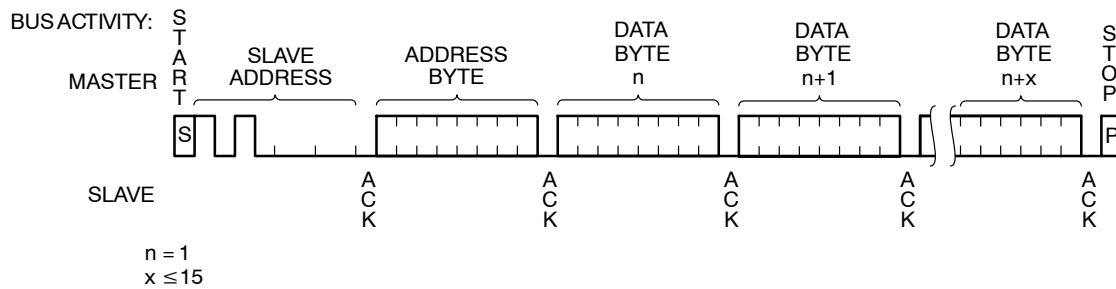 BUS ACTIVITY:
MASTER
START
SLAVE
ADDRESS
ADDRESS
BYTE
DATA
BYTE
n
DATA
BYTE
n+1
DATA
BYTE
n+x
STOP
S
P
SLAVE
ACK
ACK
ACK
ACK
ACK
n = 1
x ≤ 15